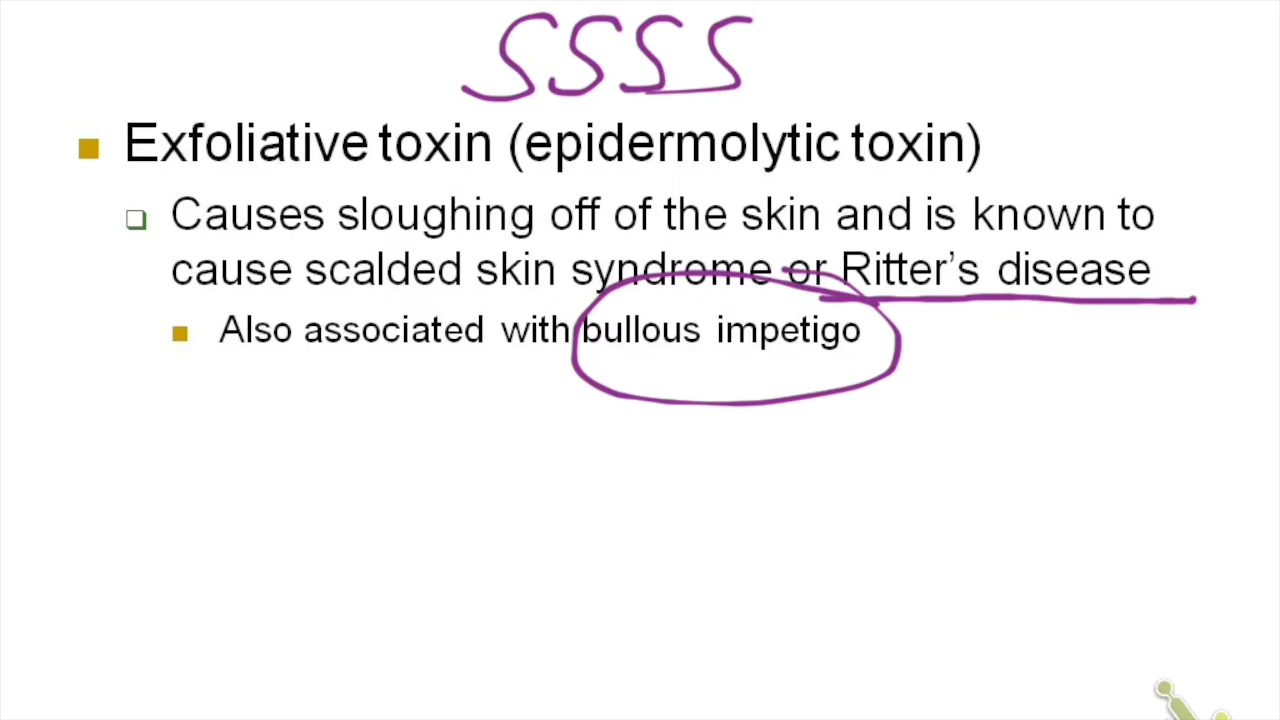 SSSS
Exfoliative toxin (epidermolytic toxin)
Causes sloughing off of the skin and is known to
cause scalded skin syndrome or Ritter's disease
Also associated with bullous impetigo